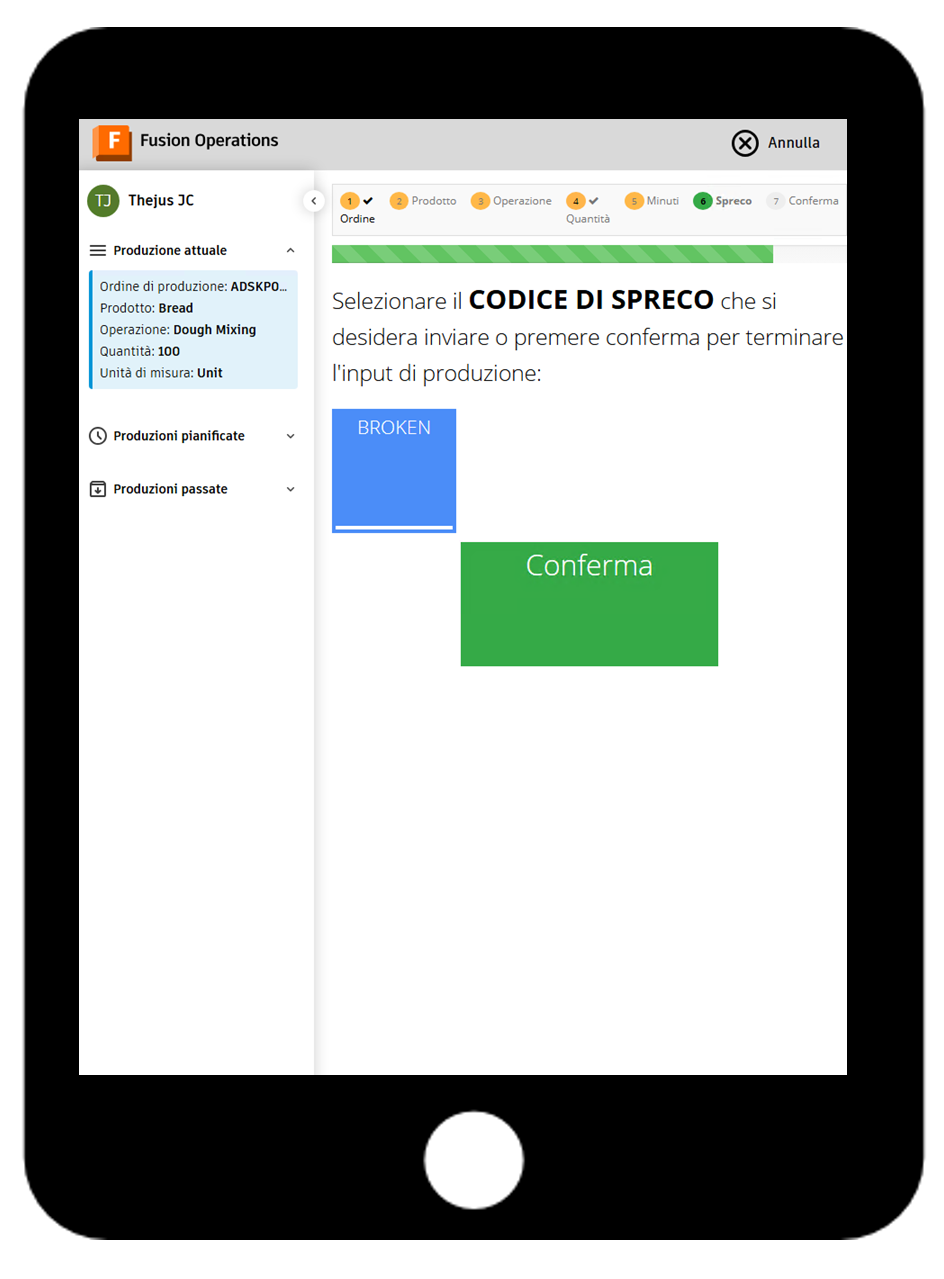 F Fusion Operations
Annulla
TJ Thejus JC
Produzione attuale
Ordine di produzione: ADSKP0...
Prodotto: Bread
Operazione: Dough Mixing
Quantità: 100
Unità di misura: Unit
Produzioni pianificate
Produzioni passate
1 Ordine
2 Prodotto
3 Operazione
4 Quantità
5 Minuti
6 Spreco
7 Conferma
Selezionare il CODICE DI SPRECO che si
desidera inviare o premere conferma per terminare
l'input di produzione:
BROKEN
Conferma